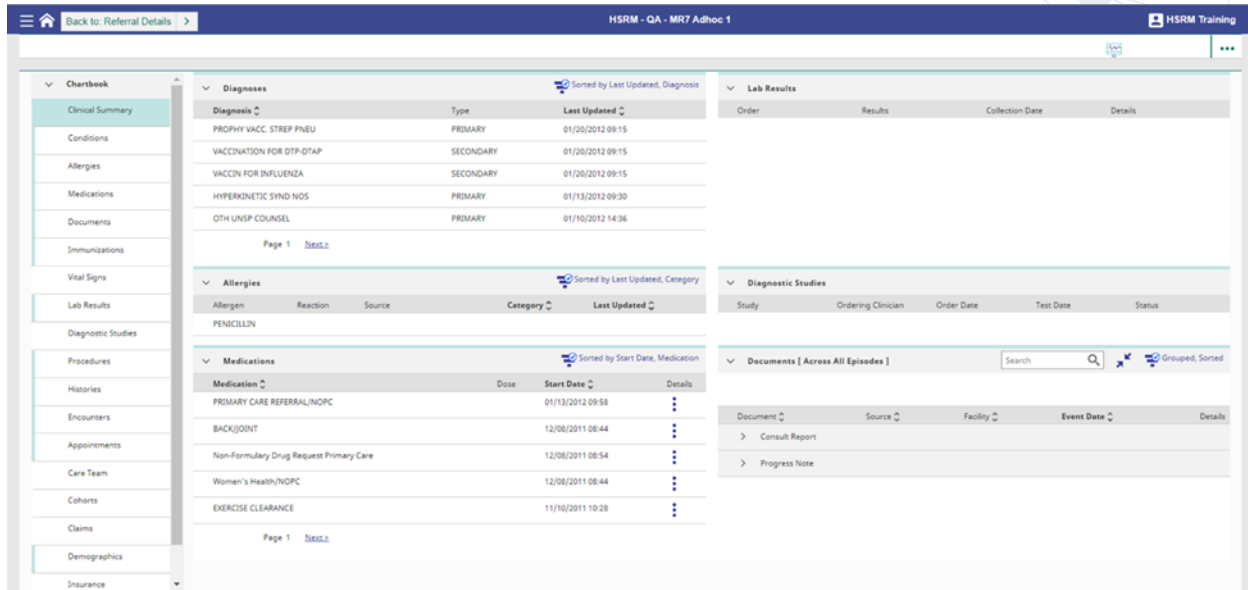 Back to: Referral Details >
HSRM - QA - MR7 Adhoc 1
HSRM Training
Chartbook
Clinical Summary
Conditions
Allergies
Medications
Documents
Immunizations
Vital Signs
Lab Results
Diagnostic Studies
Procedures
Histories
Encounters
Appointments
Care Team
Cohorts
Claims
Demographics
Insurance
Diagnoses Sorted by Last Updated, Diagnosis
Diagnosis Type Last Updated
PROPHY VACC. STREP PNEU PRIMARY 01/20/2012 09:15
VACCINATION FOR DTP-DTAP SECONDARY 01/20/2012 09:15
VACCIN FOR INFLUENZA SECONDARY 01/20/2012 09:15
HYPERKINETIC SYND NOS PRIMARY 01/13/2012 09:30
OTH UNSP COUNSEL PRIMARY 01/10/2012 14:36
Page 1 Next >
Allergies Sorted by Last Updated, Category
Allergen Reaction Source Category Last Updated
PENICILLIN
Medications Sorted by Start Date, Medication
Medication Dose Start Date Details
PRIMARY CARE REFERRAL/NOPC 01/13/2012 09:58
BACK/JOINT 12/08/2011 08:44
Non-Formulary Drug Request Primary Care 12/08/2011 08:54
Women's Health/NOPC 12/08/2011 08:44
EXERCISE CLEARANCE 11/10/2011 10:28
Page 1 Next >
Lab Results
Order Results Collection Date Details
Diagnostic Studies
Study Ordering Clinician Order Date Test Date Status
Documents [ Across All Episodes ] Search Grouped, Sorted
Document Source Facility Event Date Details
> Consult Report
> Progress Note